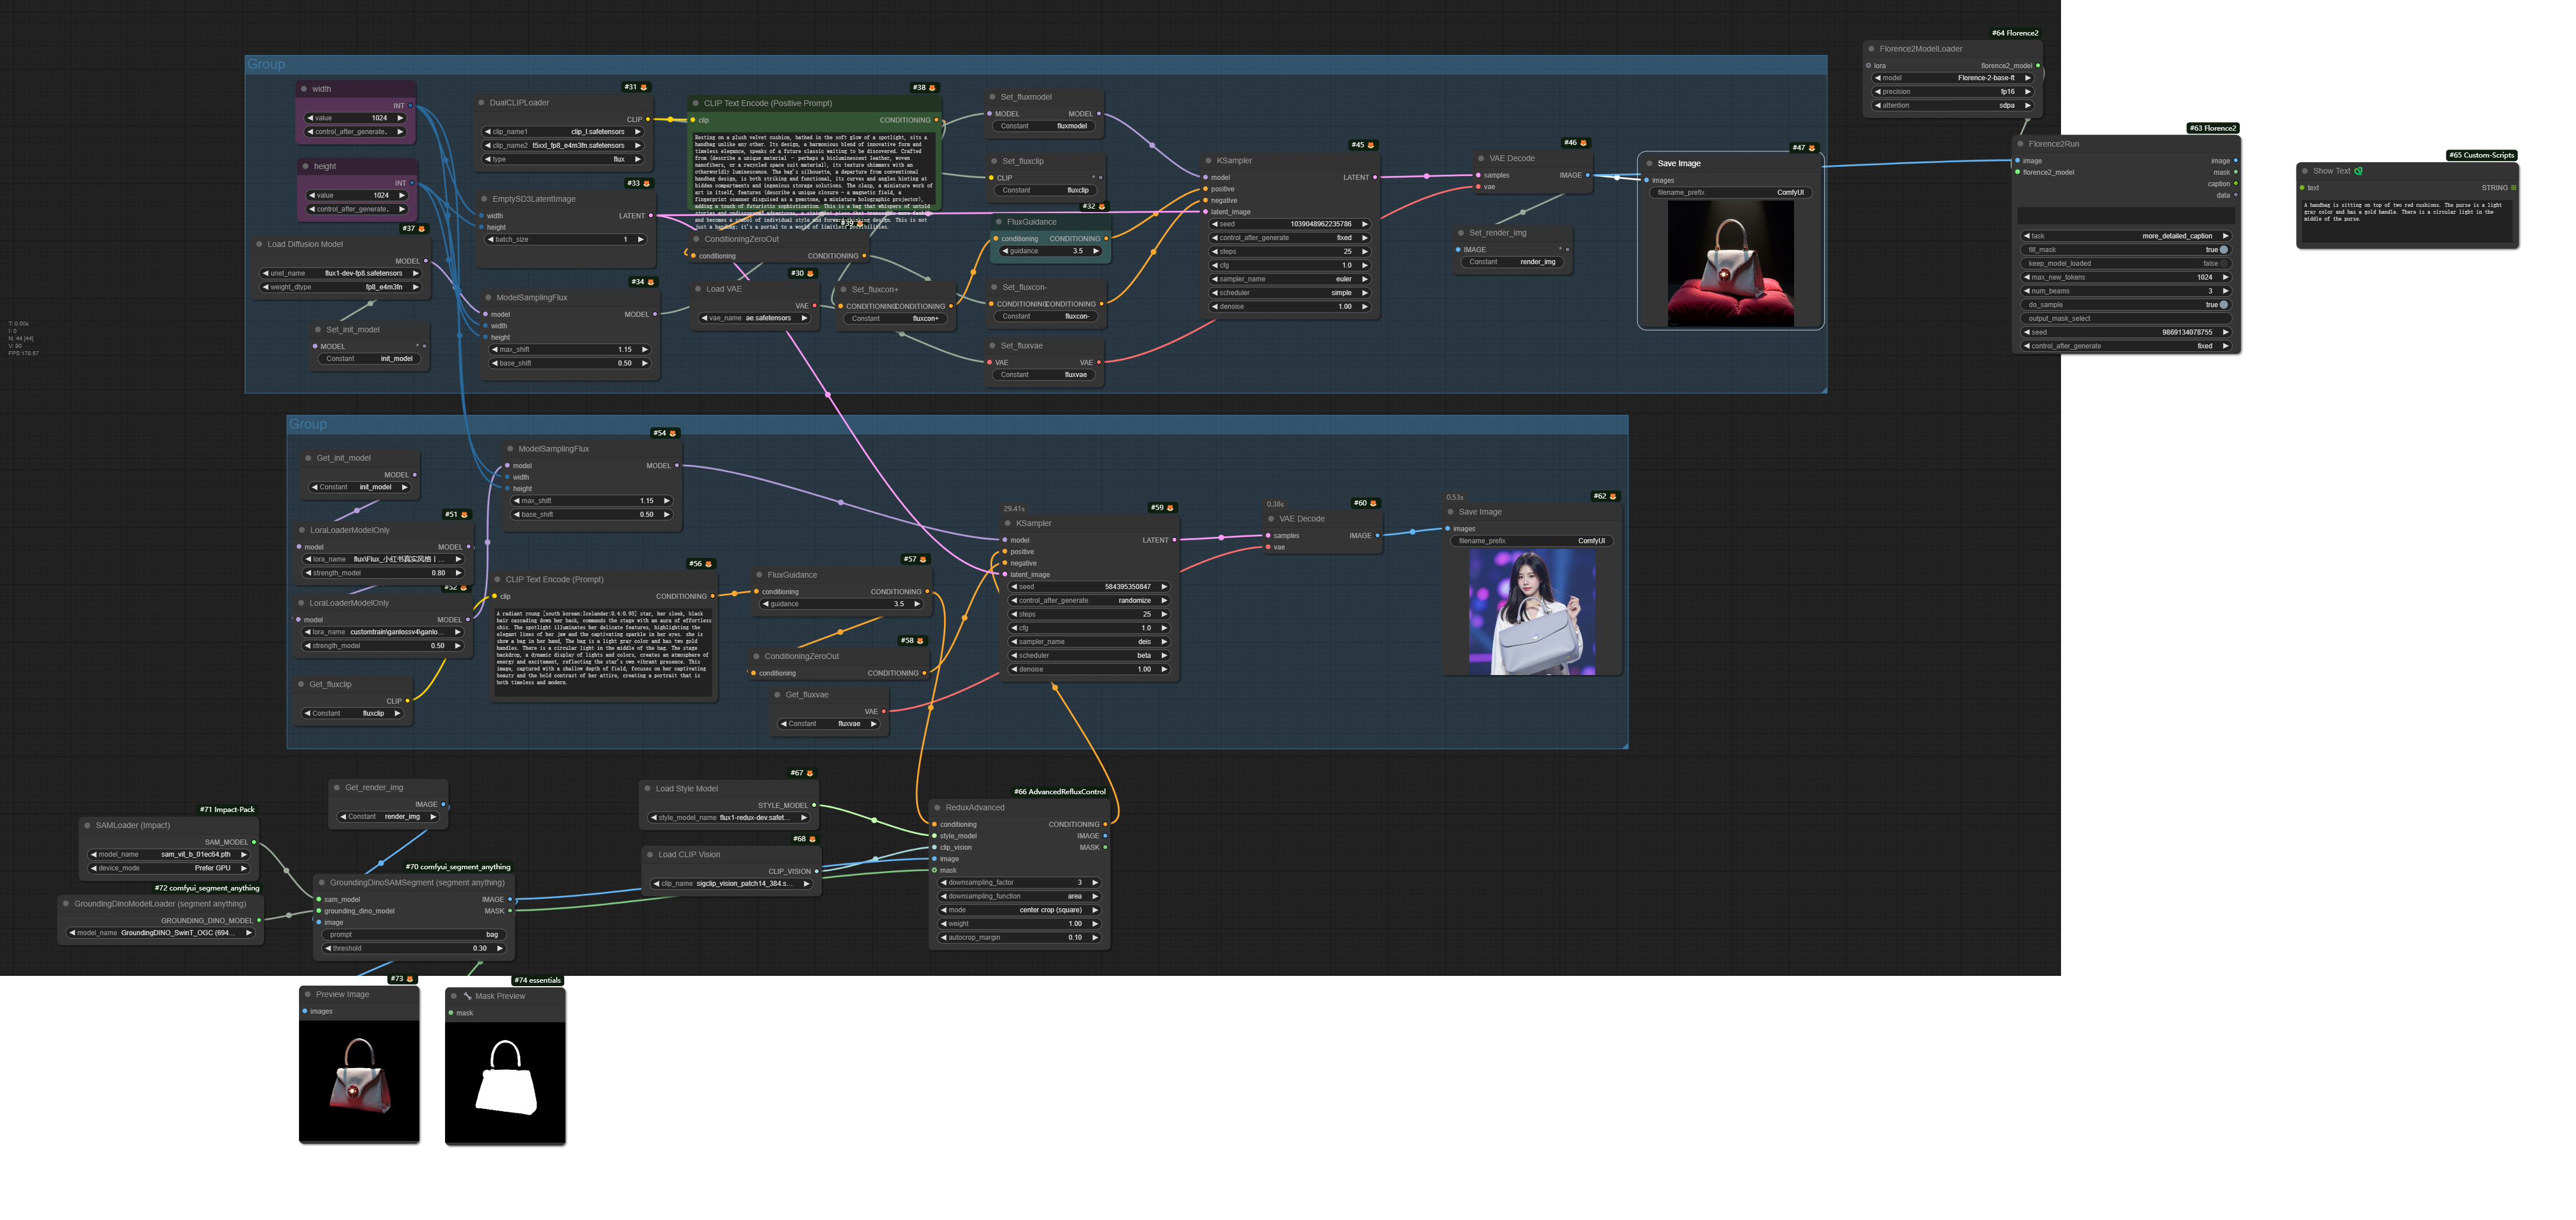 #64 Florence2
Florence2ModelLoader
lora florence2_model
model Florence-2-base-ft
precision fp16
attention sdpa
Group
width
INT
value 1024
control_after_generate.
height
INT
value 1024
control_after_generate.
#37
Load Diffusion Model
MODEL
unet_name flux1-dev-fp8.safetensors
weight_dtype fp8_e4m3fn
Set_init_model
MODEL *
Constant init_model
#31
DualCLIPLoader
CLIP
clip_name1 clip_l.safetensors
clip_name2 t5xxl_fp8_e4m3fn.safetensors
type flux
#33
EmptySD3LatentImage
width LATENT
height
batch_size 1
#34
ModelSamplingFlux
model MODEL
width
height
max_shift 1.15
base_shift 0.50
#38
CLIP Text Encode (Positive Prompt)
clip CONDITIONING
Resting on a plush velvet cushion, bathed in the soft glow of a spotlight, sits a
handbag unlike any other. Its design, a harmonious blend of innovative form and
timeless elegance, speaks of a future classic waiting to be discovered. Crafted
from (describe a unique material - perhaps a bioluminescent leather, woven
nanofibers, or a recycled space suit material), its texture shimmers with an
otherworldly luminescence. The bag's silhouette, a departure from conventional
handbag design, is both striking and functional, its curves and angles hinting at
hidden compartments and ingenious storage solutions. The clasp, a miniature work of
art in itself, features (describe a unique closure - a magnetic field, a
fingerprint scanner disguised as a gemstone, a miniature holographic projector),
adding a touch of futuristic sophistication. This is a bag that whispers of untold
and becomes a symbol of individual style and forward-thinking design. This is not
just a handbag; it's a portal to a world of limitless possibilities.
ConditioningZeroOut
conditioning CONDITIONING
#30
Load VAE
VAE
vae_name ae.safetensors
Set_fluxcon+
CONDITIONING CONDITIONING
Constant fluxcon+
Set_fluxmodel
MODEL MODEL
Constant fluxmodel
Set_fluxclip
CLIP *
Constant fluxclip
#32
FluxGuidance
conditioning CONDITIONING
guidance 3.5
Set_fluxcon-
CONDITIONING CONDITIONING
Constant fluxcon-
Set_fluxvae
VAE VAE
Constant fluxvae
#45
KSampler
model LATENT
positive
negative
latent_image
seed 1039048962235786
control_after_generate fixed
steps 25
cfg 1.0
sampler_name euler
scheduler simple
denoise 1.00
#46
VAE Decode
samples IMAGE
vae
Set_render_img
IMAGE *
Constant render_img
#47
Save Image
images
filename_prefix ComfyUI
#63 Florence2
Florence2Run
image image
florence2_model mask
caption
data
task more_detailed_caption
fill_mask true
keep_model_loaded false
max_new_tokens 1024
num_beams 3
do_sample true
output_mask_select
seed 9869134078755
control_after_generate fixed
#65 Custom-Scripts
Show Text
text STRING
A handbag is sitting on top of two red cushions. The purse is a light
gray color and has a gold handle. There is a circular light in the
middle of the purse.
T: 0.00s
I: 0
N: 44 [44]
V: 90
FPS:178.57
Group
Get_init_model
MODEL
Constant init_model
#51
LoraLoaderModelOnly
model MODEL
lora_name flux\Flux_小红书真实风格丨...
strength_model 0.80
#52
LoraLoaderModelOnly
model MODEL
lora_name customtrain\ganlossv4\ganlo...
strength_model 0.50
Get_fluxclip
CLIP
Constant fluxclip
#54
ModelSamplingFlux
model MODEL
width
height
max_shift 1.15
base_shift 0.50
#56
CLIP Text Encode (Prompt)
clip CONDITIONING
A radiant young [south korean:Icelander:0.4:0.95] star, her sleek, black
hair cascading down her back, commands the stage with an aura of effortless
chic. The spotlight illuminates her delicate features, highlighting the
elegant lines of her jaw and the captivating sparkle in her eyes. she is
show a bag in her hand, The bag is a light gray color and has two gold
handles. There is a circular light in the middle of the bag. The stage
backdrop, a dynamic display of lights and colors, creates an atmosphere of
energy and excitement, reflecting the star's own vibrant presence. This
image, captured with a shallow depth of field, focuses on her captivating
beauty and the bold contrast of her attire, creating a portrait that is
both timeless and modern.
#57
FluxGuidance
conditioning CONDITIONING
guidance 3.5
#58
ConditioningZeroOut
conditioning CONDITIONING
Get_fluxvae
VAE
Constant fluxvae
29.41s
#59
KSampler
model LATENT
positive
negative
latent_image
seed 584395350847
control_after_generate randomize
steps 25
cfg 1.0
sampler_name deis
scheduler beta
denoise 1.00
0.38s
#60
VAE Decode
samples IMAGE
vae
0.53s
#62
Save Image
images
filename_prefix ComfyUI
#71 Impact-Pack
SAMLoader (Impact)
SAM_MODEL
model_name sam_vit_b_01ec64.pth
device_mode Prefer GPU
#72 comfyui_segment_anything
GroundingDinoModelLoader (segment anything)
GROUNDING_DINO_MODEL
model_name GroundingDINO_SwinT_OGC (694...
Get_render_img
IMAGE
Constant render_img
#70 comfyui_segment_anything
GroundingDinoSAMSegment (segment anything)
sam_model IMAGE
grounding_dino_model MASK
image
prompt bag
threshold 0.30
#67
Load Style Model
STYLE_MODEL
style_model_name flux1-redux-dev.safet...
#68
Load CLIP Vision
CLIP_VISION
clip_name sigclip_vision_patch14_384.s...
#66 AdvancedRefluxControl
ReduxAdvanced
conditioning CONDITIONING
style_model IMAGE
clip_vision MASK
image
mask
downsampling_factor 3
downsampling_function area
mode center crop (square)
weight 1.00
autocrop_margin 0.10
#73
Preview Image
images
#74 essentials
Mask Preview
mask